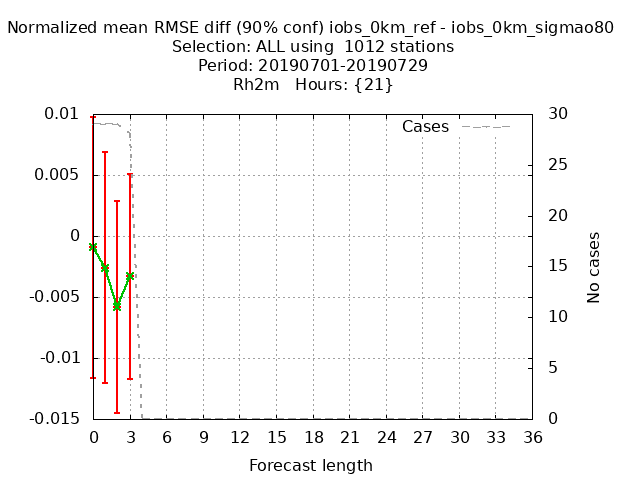 Normalized mean RMSE diff (90% conf) iobs_0km_ref - iobs_0km_sigmao80
Selection: ALL using  1012 stations
Period: 20190701-20190729
Rh2m   Hours: {21}
Cases
0.01
0.005
0
-0.005
-0.01
-0.015
30
25
20
15
10
5
0
No cases
0 3 6 9 12 15 18 21 24 27 30 33 36
Forecast length